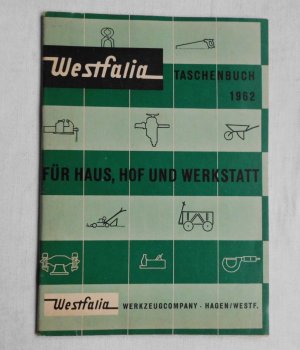 Westfalia
TASCHENBUCH
1962
FÜR HAUS, HOF UND WERKSTATT
Westfalia WERKZEUGCOMPANY · HAGEN/WESTF.